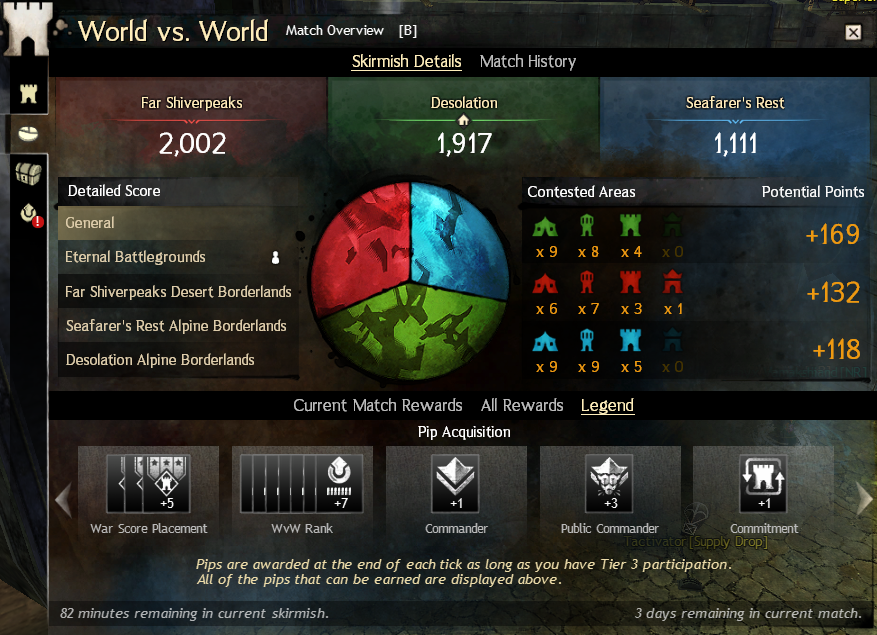 World vs. World Match Overview [B]
Skirmish Details Match History
Far Shiverpeaks Desolation Seafarer's Rest
2,002 1,917 1,111
Detailed Score
General
Eternal Battlegrounds
Far Shiverpeaks Desert Borderlands
Seafarer's Rest Alpine Borderlands
Desolation Alpine Borderlands
Contested Areas Potential Points
x 9 x 8 x 4 x 0 +169
x 6 x 7 x 3 x 1 +132
x 9 x 9 x 5 x 0 +118
Current Match Rewards All Rewards Legend
Pip Acquisition
+5 +7 +1 +3 +1
War Score Placement WvW Rank Commander Public Commander Commitment
Tactivator [Supply Drop]
Pips are awarded at the end of each tick as long as you have Tier 3 participation.
All of the pips that can be earned are displayed above.
82 minutes remaining in current skirmish. 3 days remaining in current match.